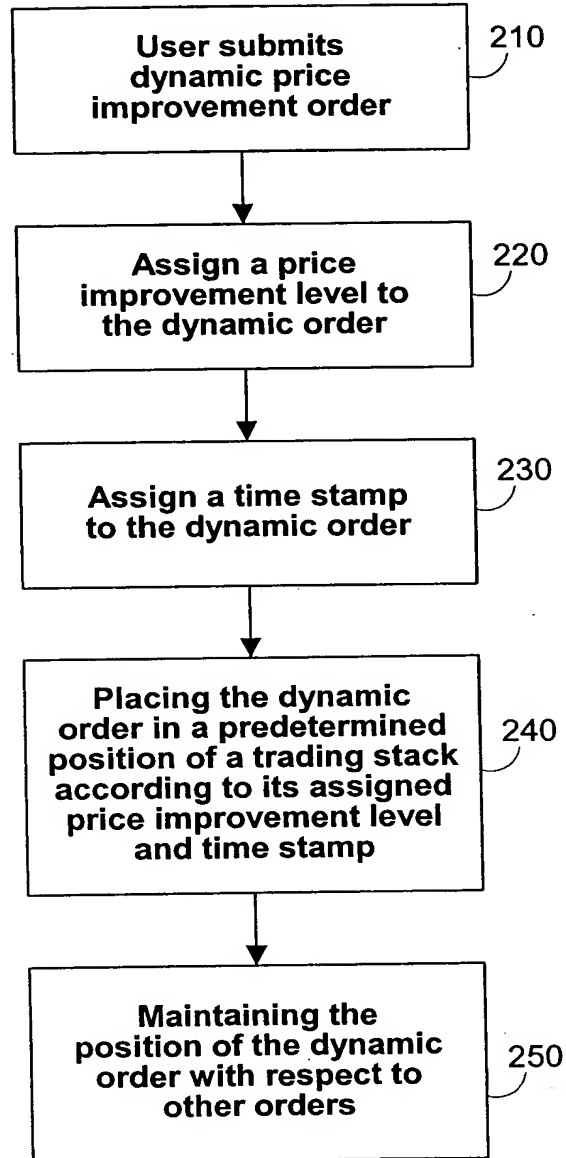 User submits
dynamic price
improvement order
210
Assign a price
improvement level to
the dynamic order
220
Assign a time stamp
to the dynamic order
230
Placing the dynamic
order in a predetermined
position of a trading stack
according to its assigned
price improvement level
and time stamp
240
Maintaining the
position of the dynamic
order with respect to
other orders
250